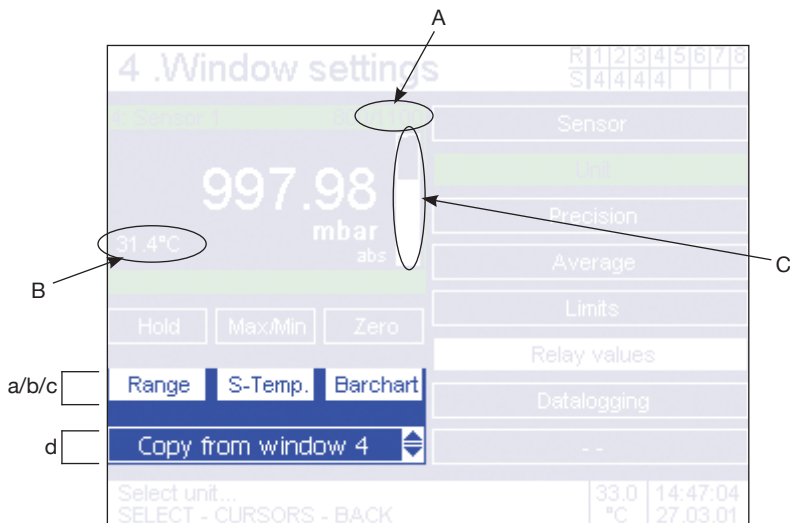 A
4 .Window settings
R 1 2 3 4 5 6 7 8
S 4 4 4 4
4. Sensor 1
Sensor
Unit
997.98
mbar
abs
31.4°C
Precision
Average
B
C
Limits
Hold Max/Min Zero
Relay values
a/b/c
Range S-Temp. Barchart
Datalogging
d
Copy from window 4
- -
Select unit...
SELECT - CURSORS - BACK
33.0
°C
14:47:04
27.03.01